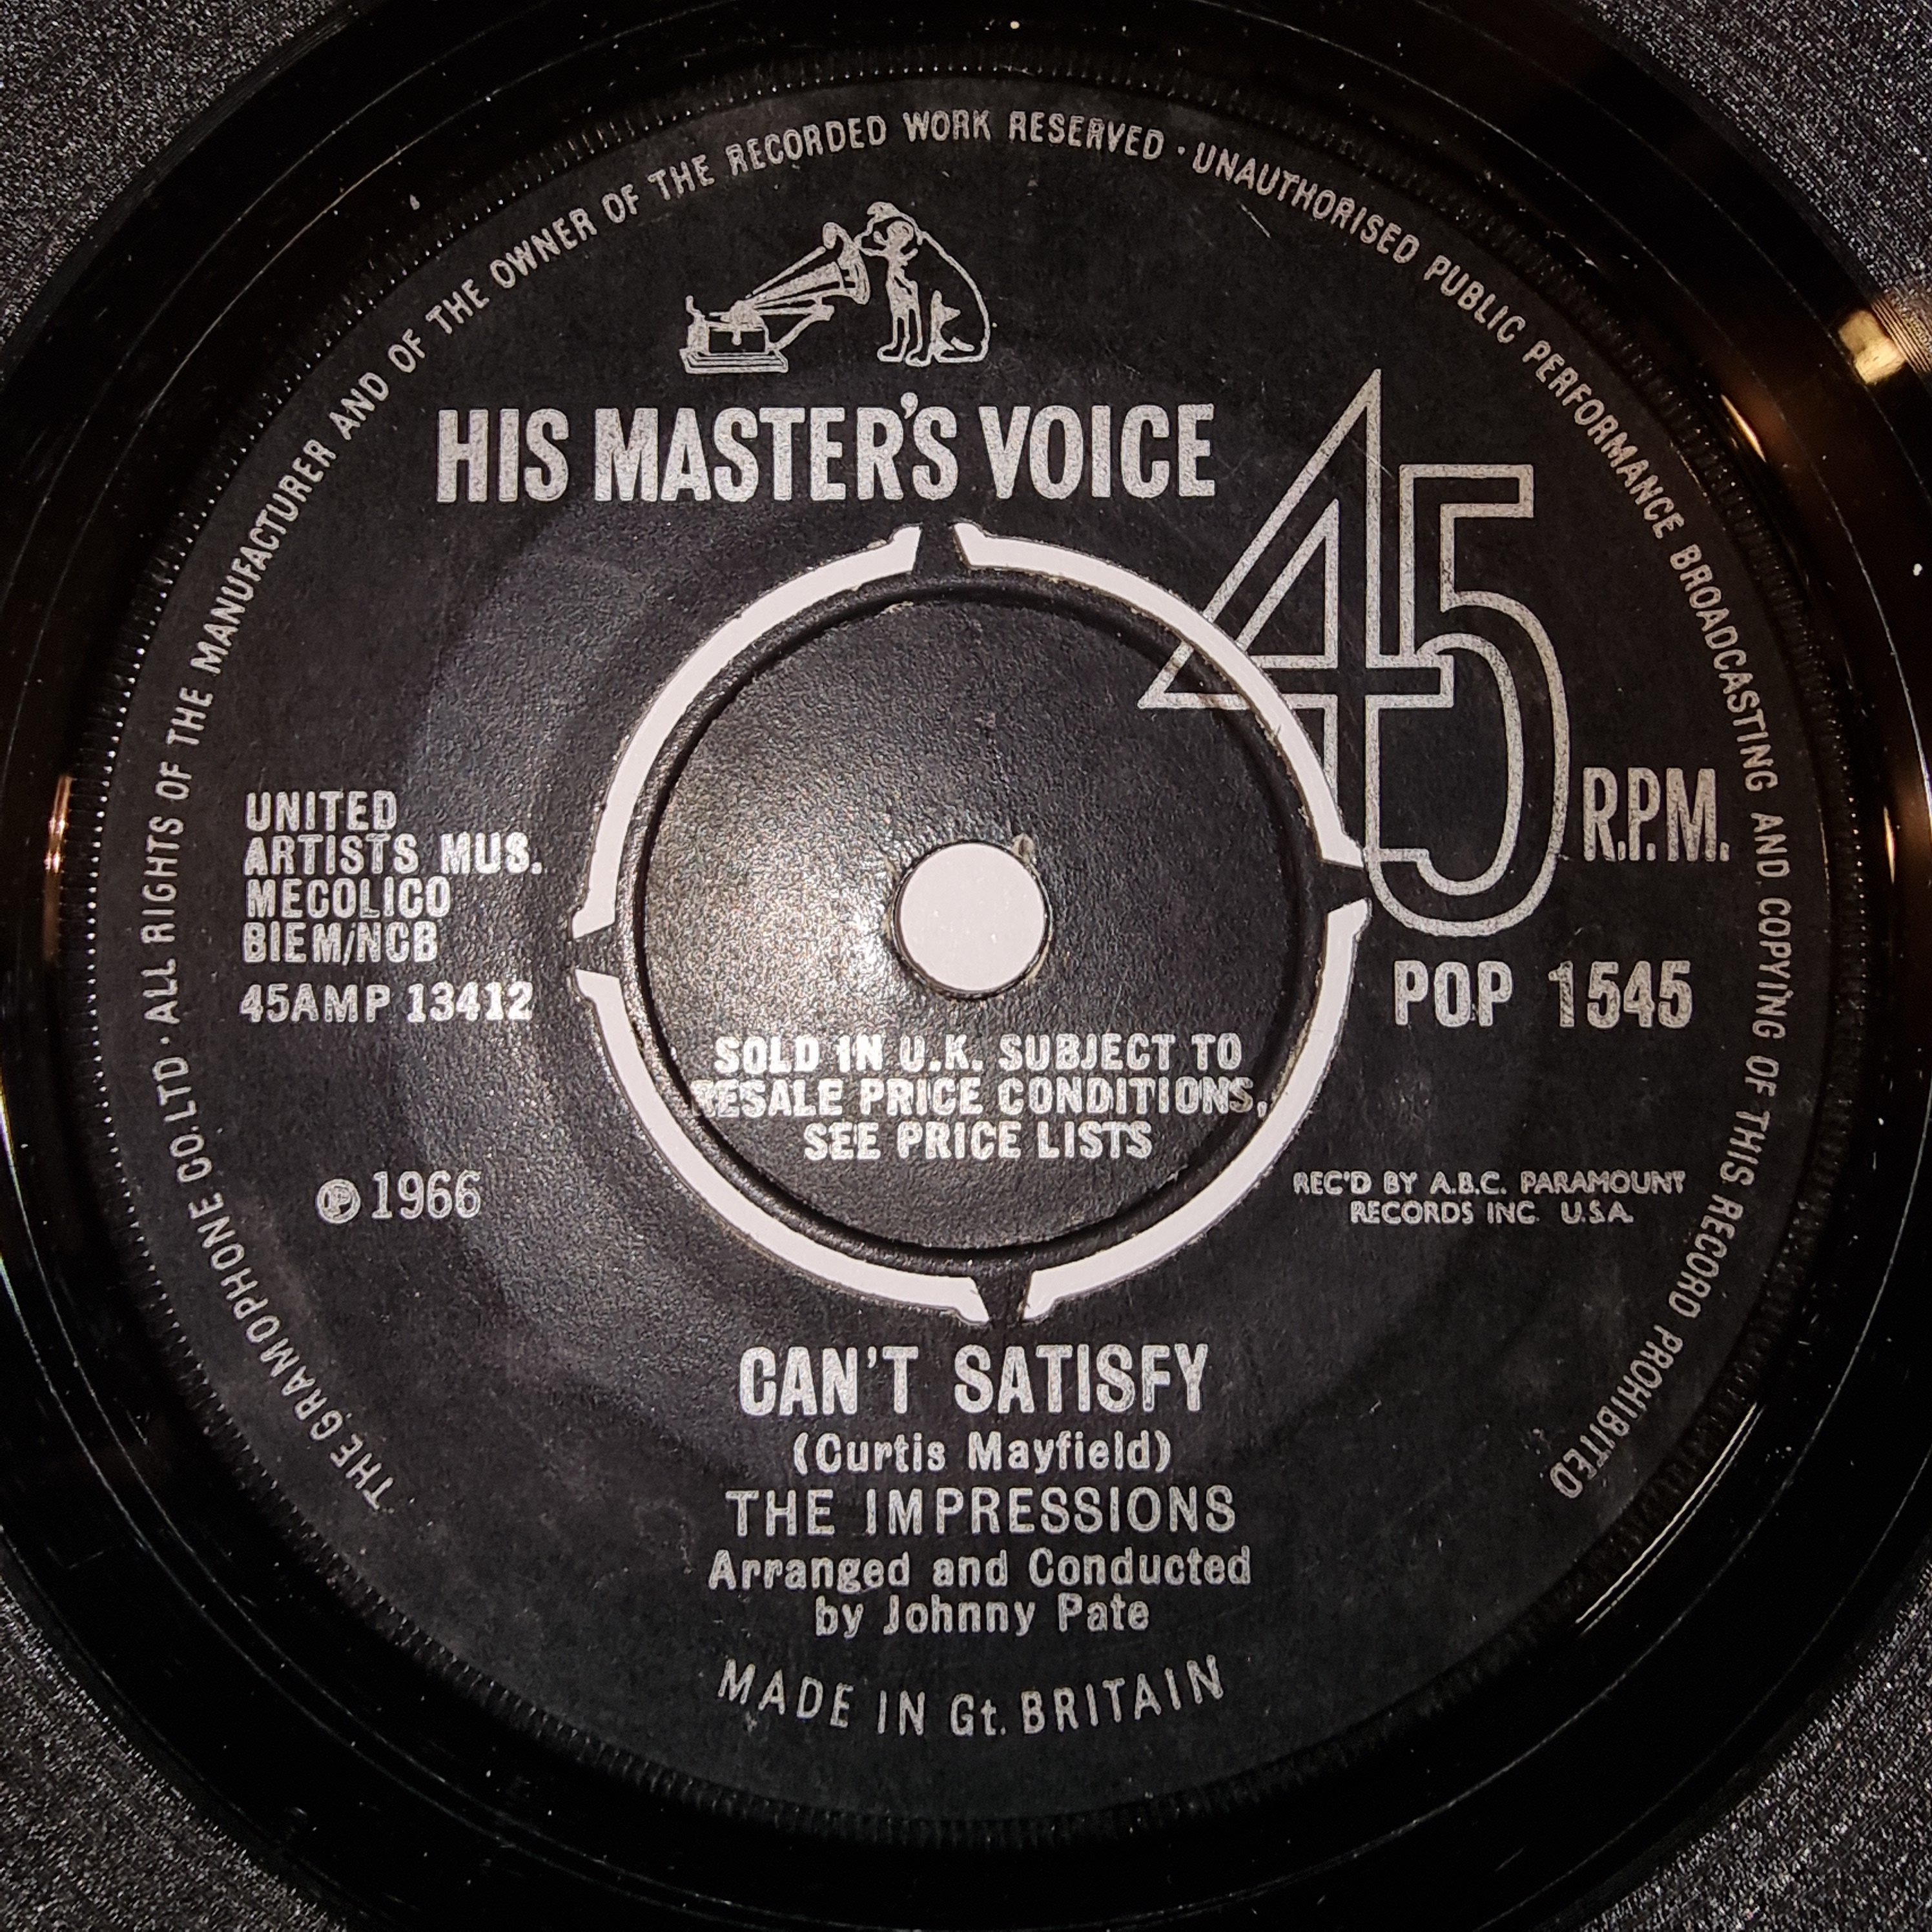 THE GRAMOPHONE CO. LTD · ALL RIGHTS OF THE MANUFACTURER AND OF THE OWNER OF THE RECORDED WORK RESERVED · UNAUTHORISED PUBLIC PERFORMANCE BROADCASTING AND COPYING OF THIS RECORD PROHIBITED
HIS MASTER'S VOICE
45
R.P.M.
UNITED
ARTISTS MUS.
MECOLICO
BIEM/NCB
45AMP 13412
POP 1545
SOLD IN U.K. SUBJECT TO
RESALE PRICE CONDITIONS,
SEE PRICE LISTS
℗ 1966
REC'D BY A.B.C. PARAMOUNT
RECORDS INC. U.S.A.
CAN'T SATISFY
(Curtis Mayfield)
THE IMPRESSIONS
Arranged and Conducted
by Johnny Pate
MADE IN Gt. BRITAIN